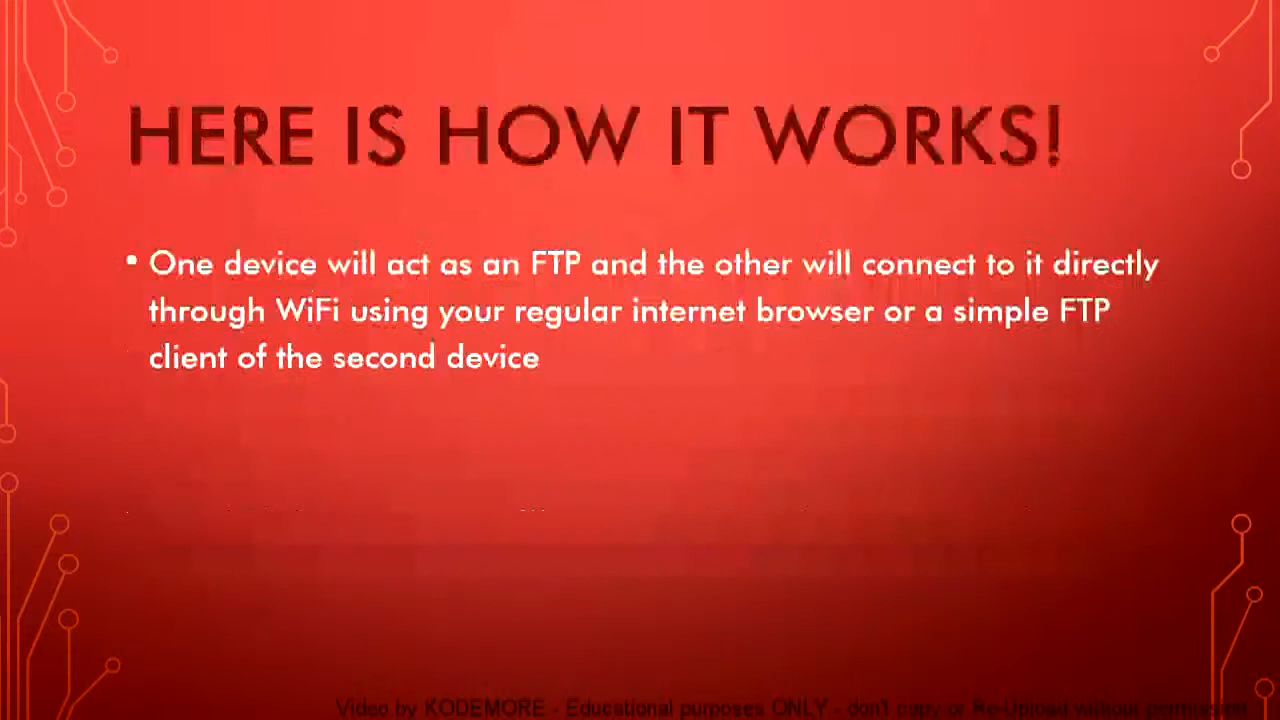 HERE IS HOW IT WORKS!
• One device will act as an FTP and the other will connect to it directly
through WiFi using your regular internet browser or a simple FTP
client of the second device
Video by KODEMORE - Educational purposes ONLY - don't copy or Re-Upload without permission